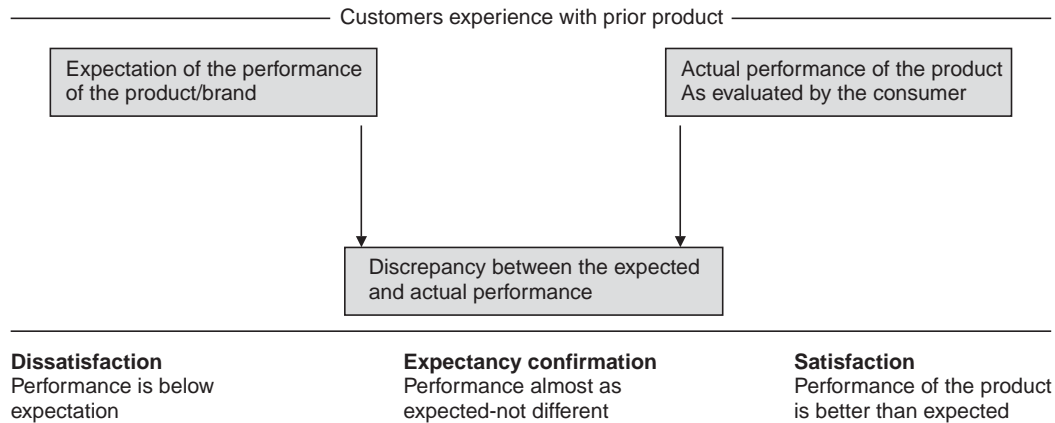 Customers experience with prior product
Expectation of the performance
of the product/brand
Actual performance of the product
As evaluated by the consumer
Discrepancy between the expected
and actual performance
Dissatisfaction
Performance is below
expectation
Expectancy confirmation
Performance almost as
expected-not different
Satisfaction
Performance of the product
is better than expected